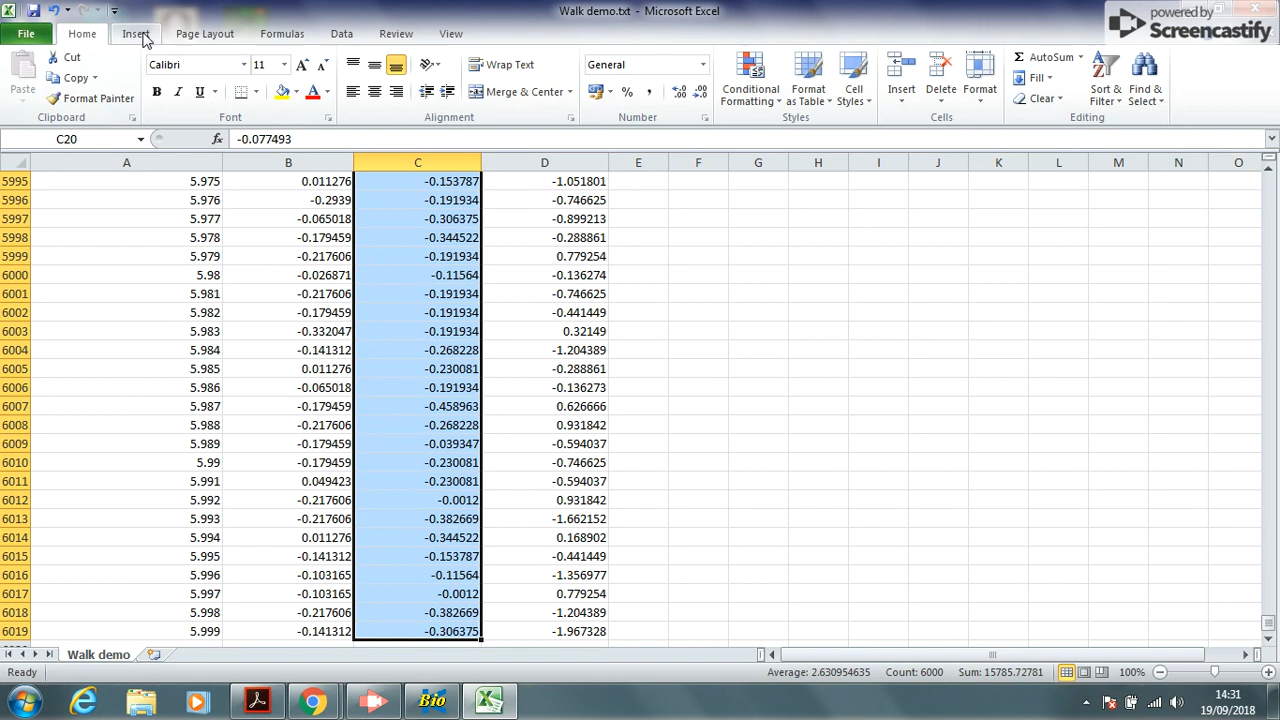 Walk demo.txt - Microsoft Excel
powered by
Screencastify
File Home Insert Page Layout Formulas Data Review View
Cut
Copy
Format Painter
Paste
Clipboard
Calibri 11
A A
B I U A
Font
Wrap Text
Merge & Center
Alignment
General
% , .0 .00 .00 .0
Number
Conditional Formatting
Format as Table
Cell Styles
Styles
Insert Delete Format
Cells
Σ AutoSum
Fill
Clear
Sort & Filter
Find & Select
Editing
C20 fx -0.077493
A B C D E F G H I J K L M N O
5995 5.975 0.011276 -0.153787 -1.051801
5996 5.976 -0.2939 -0.191934 -0.746625
5997 5.977 -0.065018 -0.306375 -0.899213
5998 5.978 -0.179459 -0.344522 -0.288861
5999 5.979 -0.217606 -0.191934 0.779254
6000 5.98 -0.026871 -0.11564 -0.136274
6001 5.981 -0.217606 -0.191934 -0.746625
6002 5.982 -0.179459 -0.191934 -0.441449
6003 5.983 -0.332047 -0.191934 0.32149
6004 5.984 -0.141312 -0.268228 -1.204389
6005 5.985 0.011276 -0.230081 -0.288861
6006 5.986 -0.065018 -0.191934 -0.136273
6007 5.987 -0.179459 -0.458963 0.626666
6008 5.988 -0.217606 -0.268228 0.931842
6009 5.989 -0.179459 -0.039347 -0.594037
6010 5.99 -0.179459 -0.230081 -0.746625
6011 5.991 0.049423 -0.230081 -0.594037
6012 5.992 -0.217606 -0.0012 0.931842
6013 5.993 -0.217606 -0.382669 -1.662152
6014 5.994 0.011276 -0.344522 0.168902
6015 5.995 -0.141312 -0.153787 -0.441449
6016 5.996 -0.103165 -0.11564 -1.356977
6017 5.997 -0.103165 -0.0012 0.779254
6018 5.998 -0.217606 -0.382669 -1.204389
6019 5.999 -0.141312 -0.306375 -1.967328
Walk demo
Ready Average: 2.630954635 Count: 6000 Sum: 15785.72781 100%
Bio
14:31
19/09/2018